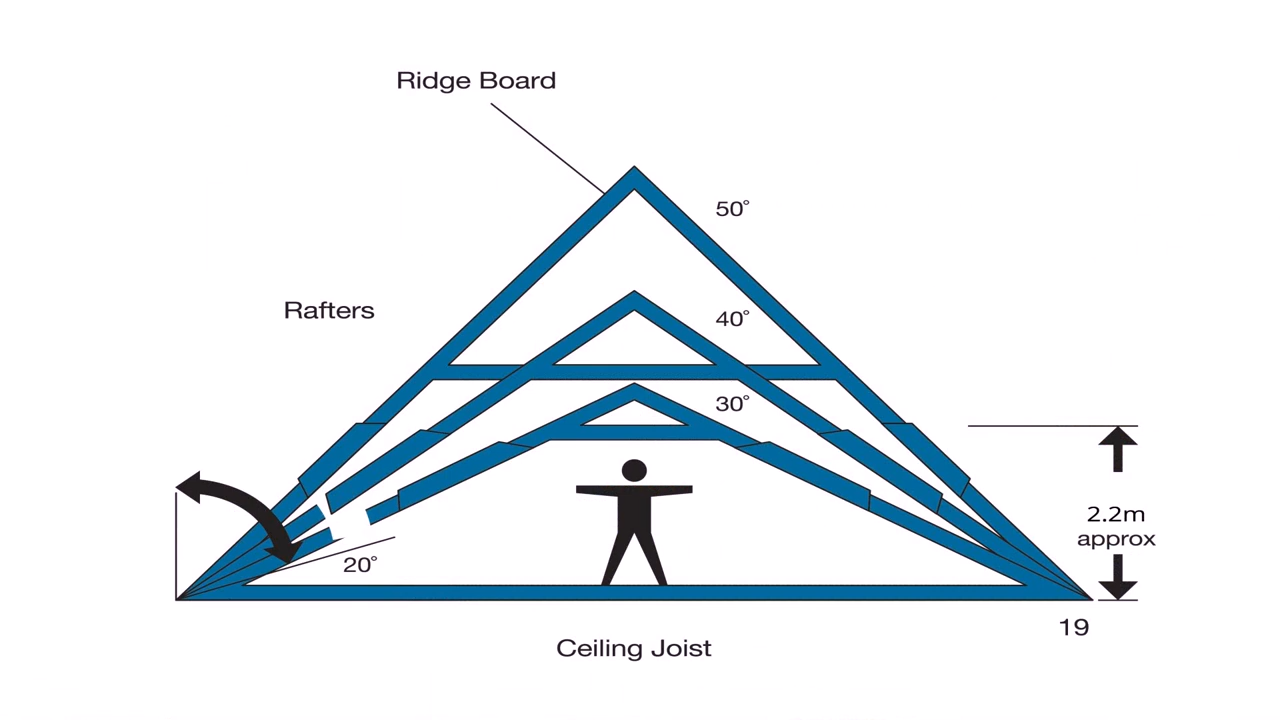 Ridge Board
50°
Rafters
40°
30°
2.2m
approx
20°
19
Ceiling Joist